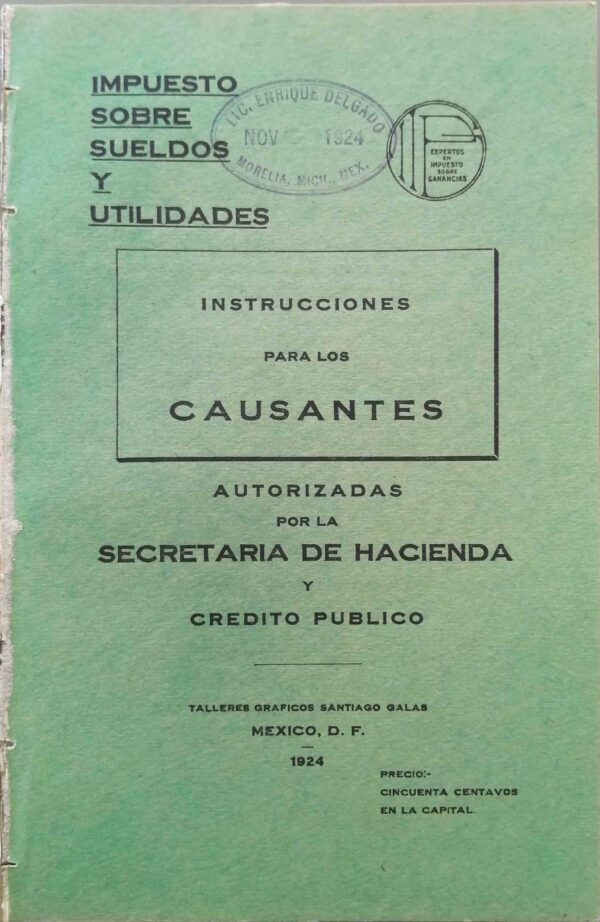 IMPUESTO
SOBRE
SUELDOS
Y
UTILIDADES
LIC. ENRIQUE DELGADO
NOV 1924
MORELIA, MICH., MEX.
EXPERTOS
EN
IMPUESTO
SOBRE
GANANCIAS
INSTRUCCIONES
PARA LOS
CAUSANTES
AUTORIZADAS
POR LA
SECRETARIA DE HACIENDA
Y
CREDITO PUBLICO
TALLERES GRAFICOS SANTIAGO GALAS
MEXICO, D. F.
1924
PRECIO:-
CINCUENTA CENTAVOS
EN LA CAPITAL.